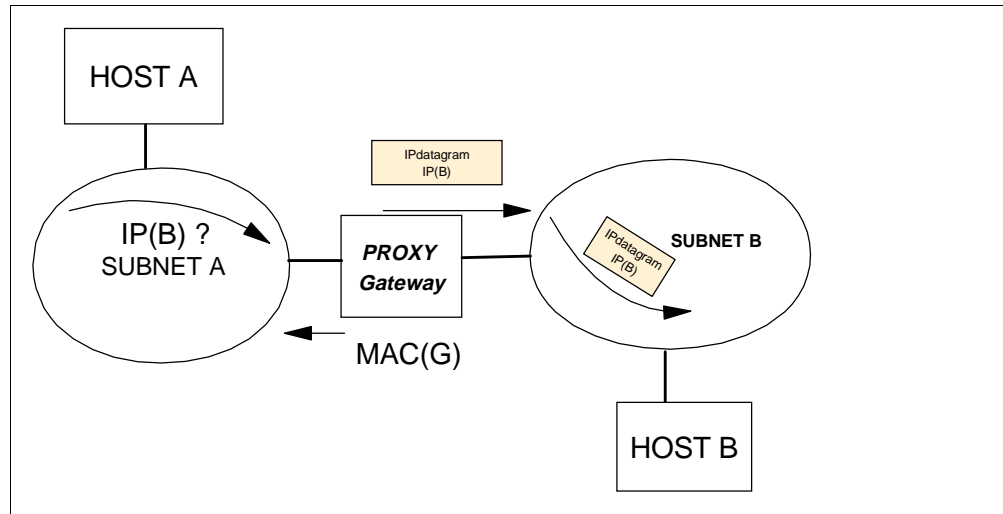 HOST A
IPdatagram
IP(B)
IP(B) ?
SUBNET A
PROXY
Gateway
MAC(G)
IPdatagram
IP(B)
SUBNET B
HOST B